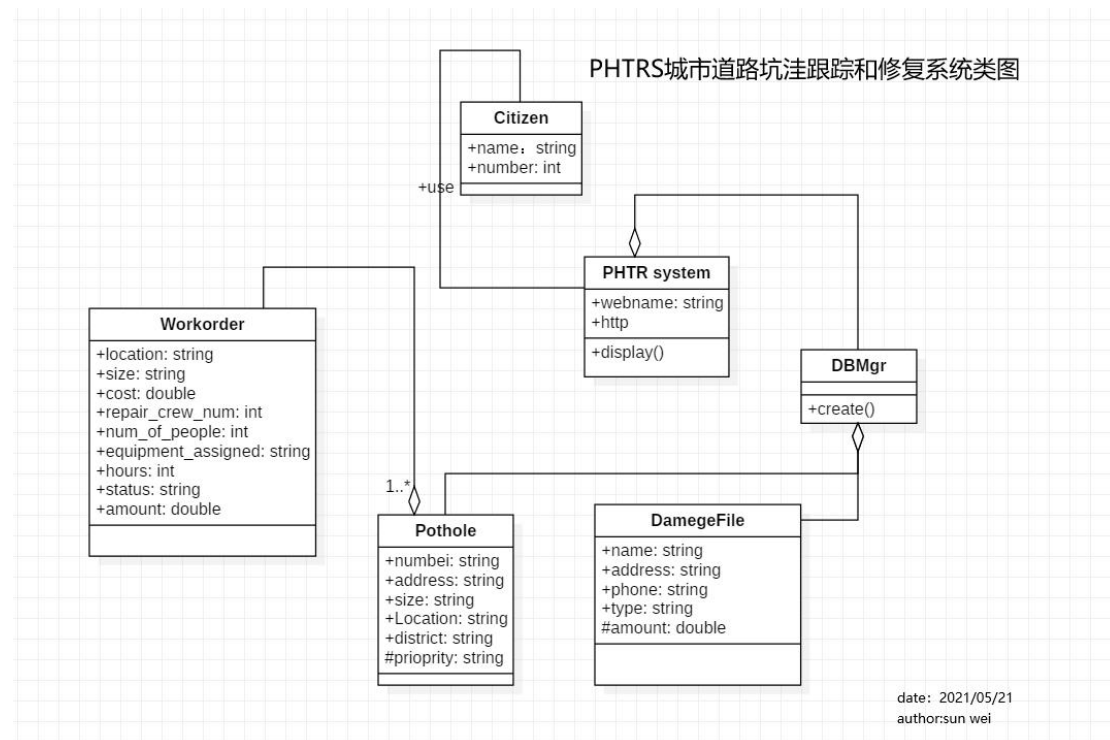 PHTRS城市道路坑洼跟踪和修复系统类图
Citizen
+name：string
+number: int
+use
PHTR system
+webname: string
+http
+display()
Workorder
+location: string
+size: string
+cost: double
+repair_crew_num: int
+num_of_people: int
+equipment_assigned: string
+hours: int
+status: string
+amount: double
DBMgr
+create()
1..*
Pothole
+numbei: string
+address: string
+size: string
+Location: string
+district: string
#prioprity: string
DamegeFile
+name: string
+address: string
+phone: string
+type: string
#amount: double
date：2021/05/21
author:sun wei